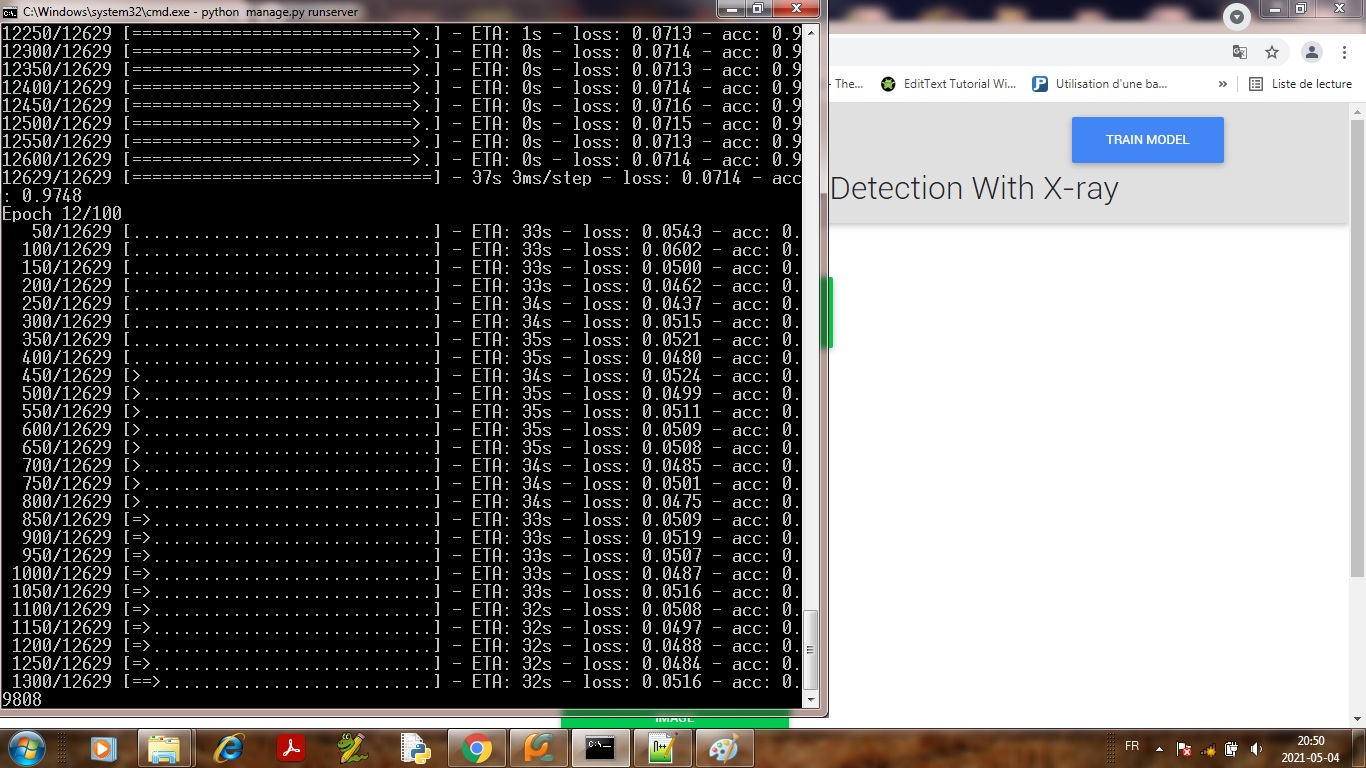 C:\Windows\system32\cmd.exe - python manage.py runserver
12250/12629 [============================>.] - ETA: 1s - loss: 0.0713 - acc: 0.9
12300/12629 [============================>.] - ETA: 0s - loss: 0.0714 - acc: 0.9
12350/12629 [============================>.] - ETA: 0s - loss: 0.0713 - acc: 0.9
12400/12629 [============================>.] - ETA: 0s - loss: 0.0714 - acc: 0.9
12450/12629 [============================>.] - ETA: 0s - loss: 0.0716 - acc: 0.9
12500/12629 [============================>.] - ETA: 0s - loss: 0.0715 - acc: 0.9
12550/12629 [============================>.] - ETA: 0s - loss: 0.0713 - acc: 0.9
12600/12629 [============================>.] - ETA: 0s - loss: 0.0714 - acc: 0.9
12629/12629 [==============================] - 37s 3ms/step - loss: 0.0714 - acc
: 0.9748
Epoch 12/100
50/12629 [..............................] - ETA: 33s - loss: 0.0543 - acc: 0.
100/12629 [..............................] - ETA: 33s - loss: 0.0602 - acc: 0.
150/12629 [..............................] - ETA: 33s - loss: 0.0500 - acc: 0.
200/12629 [..............................] - ETA: 33s - loss: 0.0462 - acc: 0.
250/12629 [..............................] - ETA: 34s - loss: 0.0437 - acc: 0.
300/12629 [..............................] - ETA: 34s - loss: 0.0515 - acc: 0.
350/12629 [..............................] - ETA: 35s - loss: 0.0521 - acc: 0.
400/12629 [..............................] - ETA: 35s - loss: 0.0480 - acc: 0.
450/12629 [>.............................] - ETA: 34s - loss: 0.0524 - acc: 0.
500/12629 [>.............................] - ETA: 35s - loss: 0.0499 - acc: 0.
550/12629 [>.............................] - ETA: 35s - loss: 0.0511 - acc: 0.
600/12629 [>.............................] - ETA: 35s - loss: 0.0509 - acc: 0.
650/12629 [>.............................] - ETA: 35s - loss: 0.0508 - acc: 0.
700/12629 [>.............................] - ETA: 34s - loss: 0.0485 - acc: 0.
750/12629 [>.............................] - ETA: 34s - loss: 0.0501 - acc: 0.
800/12629 [>.............................] - ETA: 34s - loss: 0.0475 - acc: 0.
850/12629 [=>............................] - ETA: 33s - loss: 0.0509 - acc: 0.
900/12629 [=>............................] - ETA: 33s - loss: 0.0519 - acc: 0.
950/12629 [=>............................] - ETA: 33s - loss: 0.0507 - acc: 0.
1000/12629 [=>............................] - ETA: 33s - loss: 0.0487 - acc: 0.
1050/12629 [=>............................] - ETA: 33s - loss: 0.0516 - acc: 0.
1100/12629 [=>............................] - ETA: 32s - loss: 0.0508 - acc: 0.
1150/12629 [=>............................] - ETA: 32s - loss: 0.0497 - acc: 0.
1200/12629 [=>............................] - ETA: 32s - loss: 0.0488 - acc: 0.
1250/12629 [=>............................] - ETA: 32s - loss: 0.0484 - acc: 0.
1300/12629 [==>...........................] - ETA: 32s - loss: 0.0516 - acc: 0.
9808
- The... EditText Tutorial Wi... Utilisation d'une ba... » Liste de lecture
TRAIN MODEL
Detection With X-ray
IMAGE
FR 20:50
2021-05-04